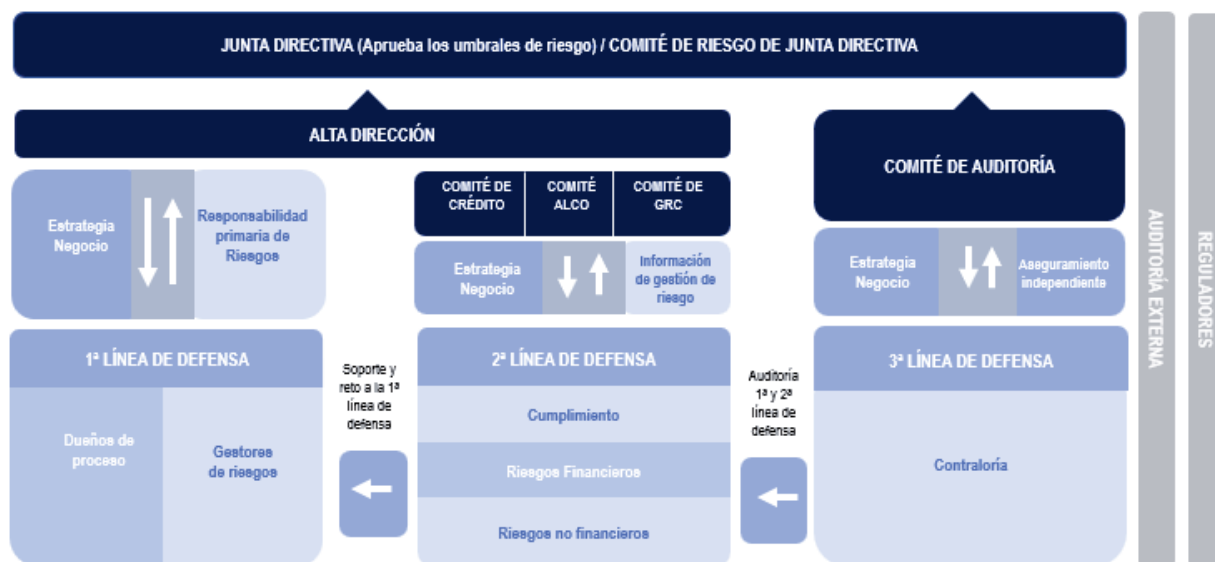 JUNTA DIRECTIVA (Aprueba los umbrales de riesgo) / COMITÉ DE RIESGO DE JUNTA DIRECTIVA
ALTA DIRECCIÓN
COMITÉ DE AUDITORÍA
Estrategia
Negocio
Responsabilidad
primaria de
Riesgos
COMITÉ DE
CRÉDITO
COMITÉ
ALCO
COMITÉ DE
GRC
Estrategia
Negocio
Información
de gestión de
riesgo
Estrategia
Negocio
Aseguramiento
independiente
1ª LÍNEA DE DEFENSA
Dueños de
proceso
Gestores
de riesgos
Soporte y
reto a la 1ª
línea de
defensa
2ª LÍNEA DE DEFENSA
Cumplimiento
Riesgos Financieros
Riesgos no financieros
Auditoría
1ª y 2ª
línea de
defensa
3ª LÍNEA DE DEFENSA
Contraloría
AUDITORÍA EXTERNA
REGULADORES